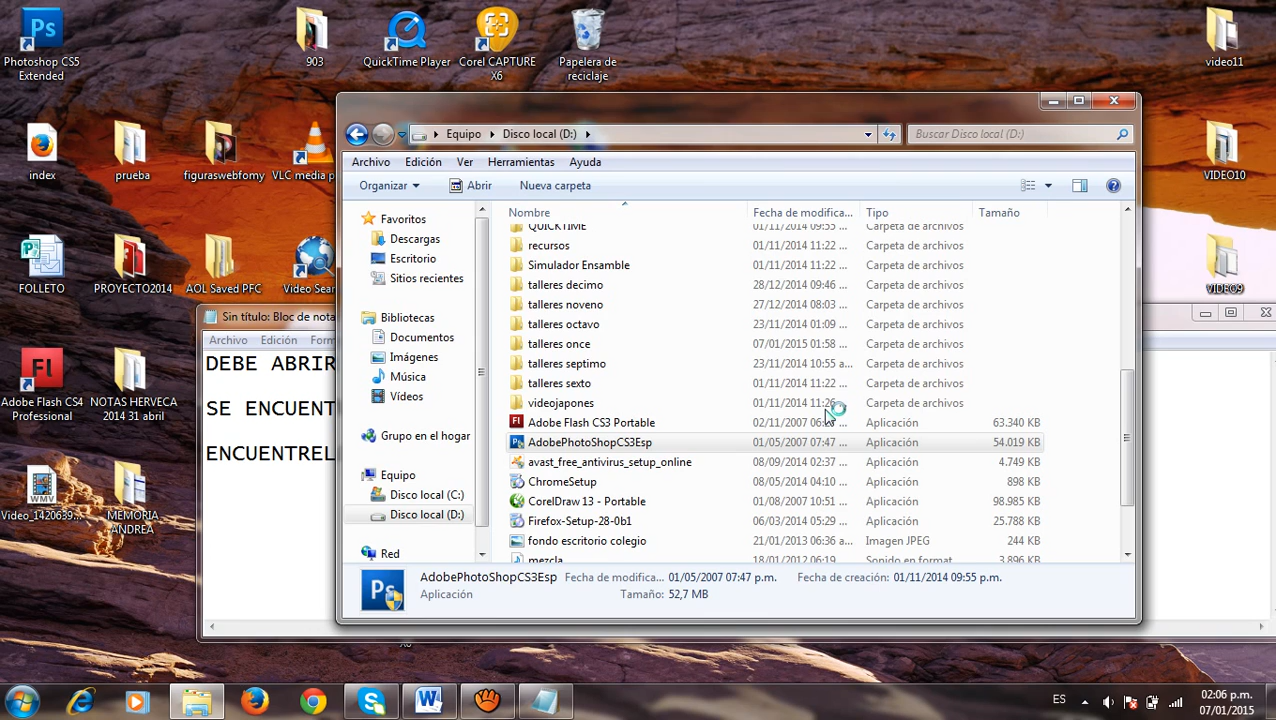 Photoshop CS5 Extended
903
QuickTime Player
Corel CAPTURE X6
Papelera de reciclaje
video11
index
prueba
figuraswebfomy
VLC media p
VIDEO10
FOLLETO
PROYECTO2014
AOL Saved PFC
Video Sear
VIDEO9
Adobe Flash CS4 Professional
NOTAS HERVECA 2014 31 abril
Video_1420639...
MEMORIA ANDREA
X6
Sin título: Bloc de nota
Archivo Edición Form
DEBE ABRIR
SE ENCUENT
ENCUENTREL
Equipo Disco local (D:)
Buscar Disco local (D:)
Archivo Edición Ver Herramientas Ayuda
Organizar Abrir Nueva carpeta
Favoritos
Descargas
Escritorio
Sitios recientes
Bibliotecas
Documentos
Imágenes
Música
Vídeos
Grupo en el hogar
Equipo
Disco local (C:)
Disco local (D:)
Red
Nombre Fecha de modifica... Tipo Tamaño
QUICKTIME 01/11/2014 09:55 ... Carpeta de archivos
recursos 01/11/2014 11:22 ... Carpeta de archivos
Simulador Ensamble 01/11/2014 11:22 ... Carpeta de archivos
talleres decimo 28/12/2014 09:46 ... Carpeta de archivos
talleres noveno 27/12/2014 08:03 ... Carpeta de archivos
talleres octavo 23/11/2014 01:09 ... Carpeta de archivos
talleres once 07/01/2015 01:58 ... Carpeta de archivos
talleres septimo 23/11/2014 10:55 a... Carpeta de archivos
talleres sexto 01/11/2014 11:22 ... Carpeta de archivos
videojapones 01/11/2014 11:26... Carpeta de archivos
Adobe Flash CS3 Portable 02/11/2007 06: ... Aplicación 63.340 KB
AdobePhotoShopCS3Esp 01/05/2007 07:47 ... Aplicación 54.019 KB
avast_free_antivirus_setup_online 08/09/2014 02:37 ... Aplicación 4.749 KB
ChromeSetup 08/05/2014 04:10 ... Aplicación 898 KB
CorelDraw 13 - Portable 01/08/2007 10:51 ... Aplicación 98.985 KB
Firefox-Setup-28-0b1 06/03/2014 05:29 ... Aplicación 25.788 KB
fondo escritorio colegio 21/01/2013 06:36 a... Imagen JPEG 244 KB
mezcla 18/01/2012 06:19 ... Sonido en format... 3.896 KB
AdobePhotoShopCS3Esp Fecha de modifica... 01/05/2007 07:47 p.m. Fecha de creación: 01/11/2014 09:55 p.m.
Aplicación Tamaño: 52,7 MB
ES
02:06 p.m.
07/01/2015